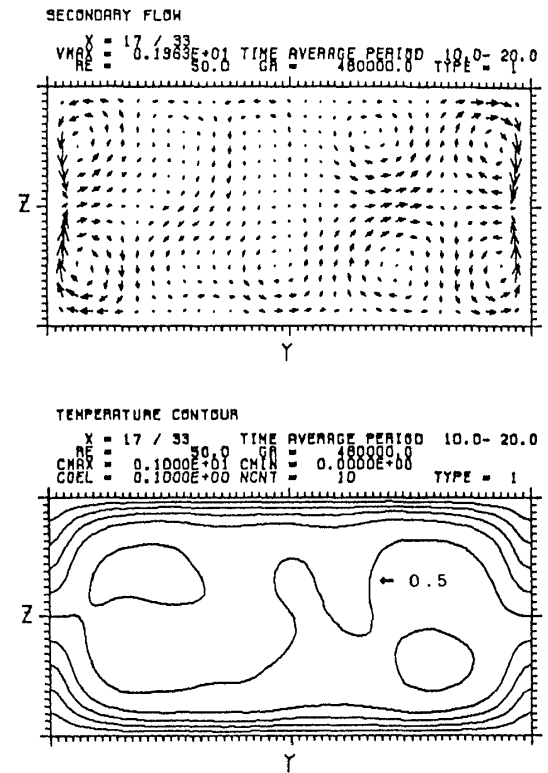 SECONDARY FLOW
X = 17 / 33
VMAX = 0.1963E+01 TIME AVERAGE PERIOD 10.0- 20.0
RE = 50.0 GR = 480000.0 TYPE = 1
Z
Y
TEMPERATURE CONTOUR
X = 17 / 33 TIME AVERAGE PERIOD 10.0- 20.0
RE = 50.0 GR = 480000.0
CMAX = 0.1000E+01 CMIN = 0.0000E+00
CDEL = 0.1000E+00 NCNT = 10 TYPE = 1
← 0.5
Z
Y